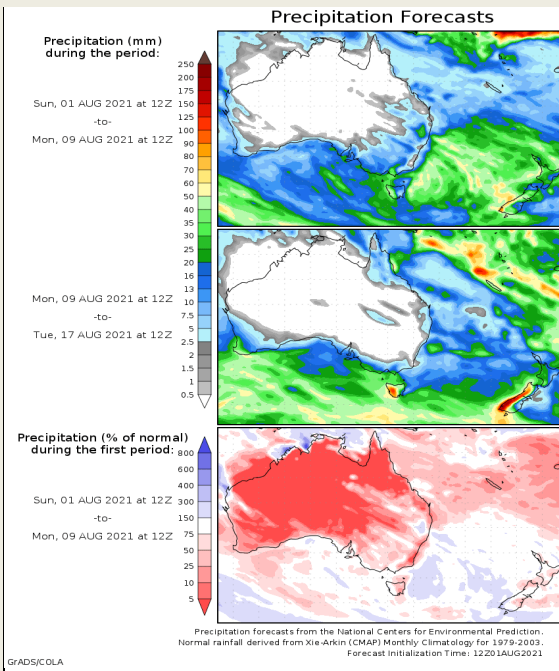 Precipitation Forecasts
Precipitation (mm)
during the period:
Sun, 01 AUG 2021 at 12Z
-to-
Mon, 09 AUG 2021 at 12Z
250
200
175
150
125
100
90
80
70
60
50
40
35
30
25
20
16
13
10
7.5
5
2.5
2
1.5
1
0.5
Mon, 09 AUG 2021 at 12Z
-to-
Tue, 17 AUG 2021 at 12Z
Precipitation (% of normal)
during the first period:
800
600
400
300
150
75
50
25
10
5
Sun, 01 AUG 2021 at 12Z
-to-
Mon, 09 AUG 2021 at 12Z
Precipitation forecasts from the National Centers for Environmental Prediction.
Normal rainfall derived from Xie-Arkin (CMAP) Monthly Climatology for 1979-2003.
Forecast Initialization Time: 12Z01AUG2021
GrADS/COLA